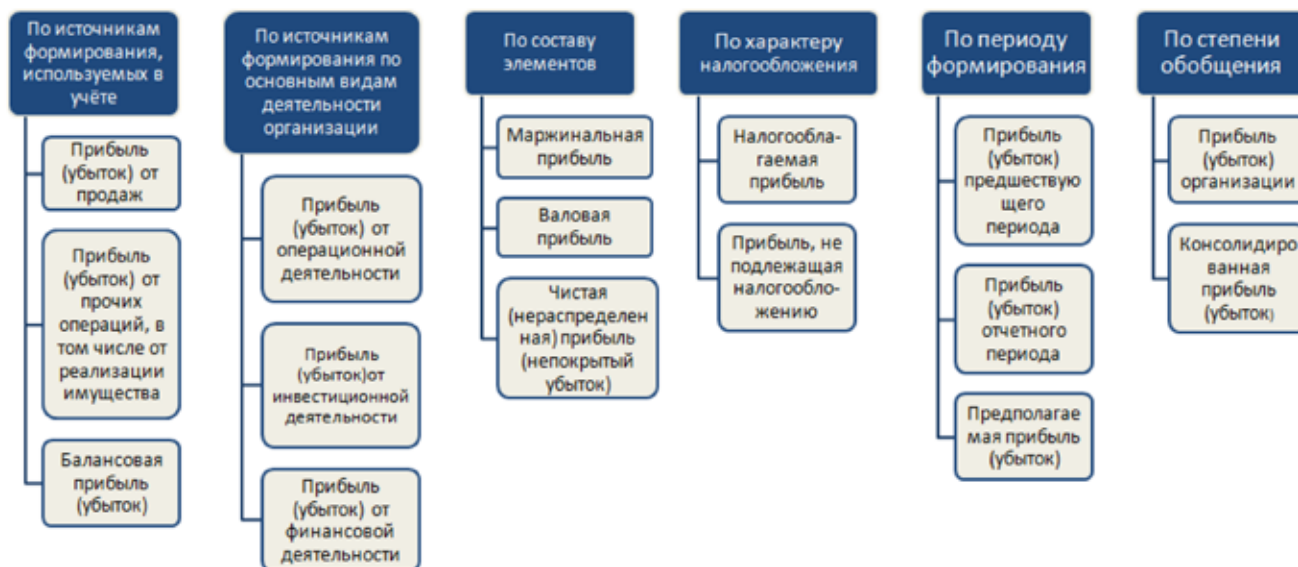 По источникам
формирования,
используемых в
учёте
Прибыль
(убыток) от
продаж
Прибыль
(убыток) от
прочих
операций, в
том числе от
реализации
имущества
Балансовая
прибыль
(убыток)
По источникам
формирования по
основным видам
деятельности
организации
Прибыль
(убыток) от
операционной
деятельности
Прибыль
(убыток)от
инвестиционной
деятельности
Прибыль
(убыток) от
финансовой
деятельности
По составу
элементов
Маржинальная
прибыль
Валовая
прибыль
Чистая
(нераспределен
ная) прибыль
(непокрытый
убыток)
По характеру
налогообложения
Налогообла-
гаемая
прибыль
Прибыль, не
подлежащая
налогообло-
жению
По периоду
формирования
Прибыль
(убыток)
предшествую
щего
периода
Прибыль
(убыток)
отчетного
периода
Предполагае
мая прибыль
(убыток)
По степени
обобщения
Прибыль
(убыток)
организации
Консолидиро
ванная
прибыль
(убыток)